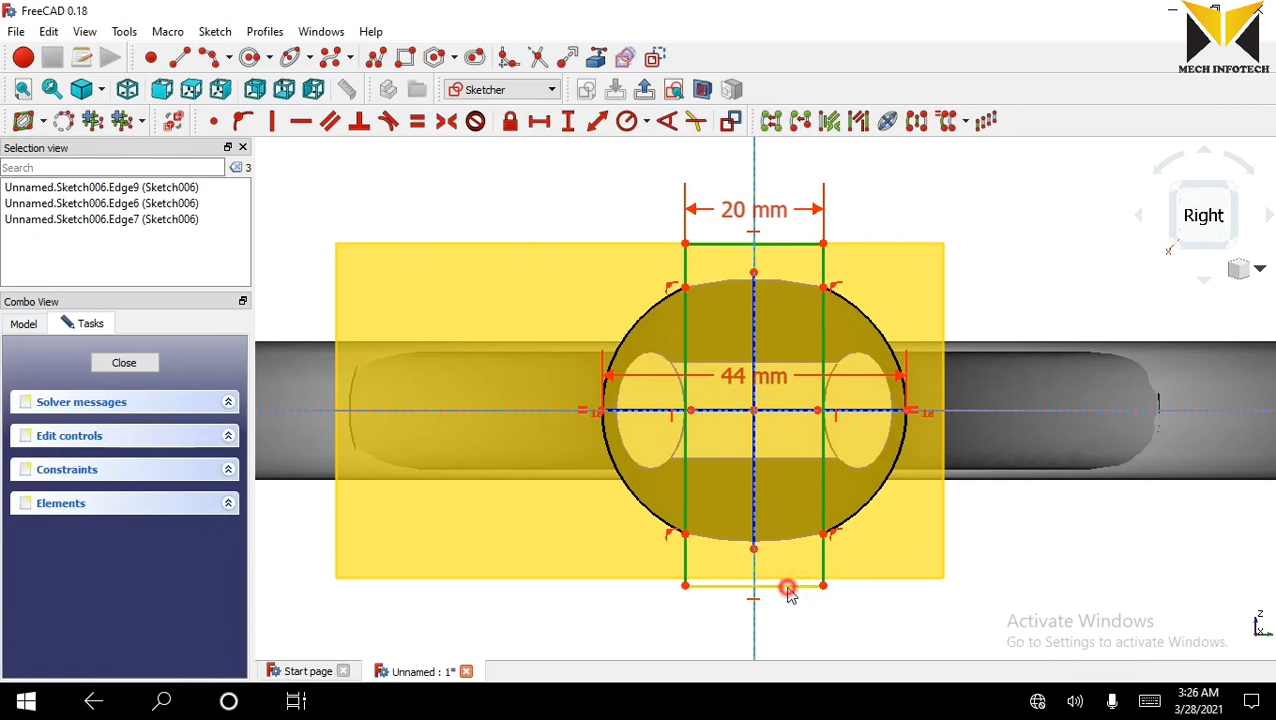 FreeCAD 0.18
File Edit View Tools Macro Sketch Profiles Windows Help
MECH INFOTECH
Sketcher
Selection view
Search
3
Unnamed.Sketch006.Edge9 (Sketch006)
Unnamed.Sketch006.Edge6 (Sketch006)
Unnamed.Sketch006.Edge7 (Sketch006)
Combo View
Model Tasks
Close
Solver messages
Edit controls
Constraints
Elements
20 mm
44 mm
Right
x
z
Activate Windows
Go to Settings to activate Windows.
Start page
Unnamed : 1*
3:26 AM
3/28/2021